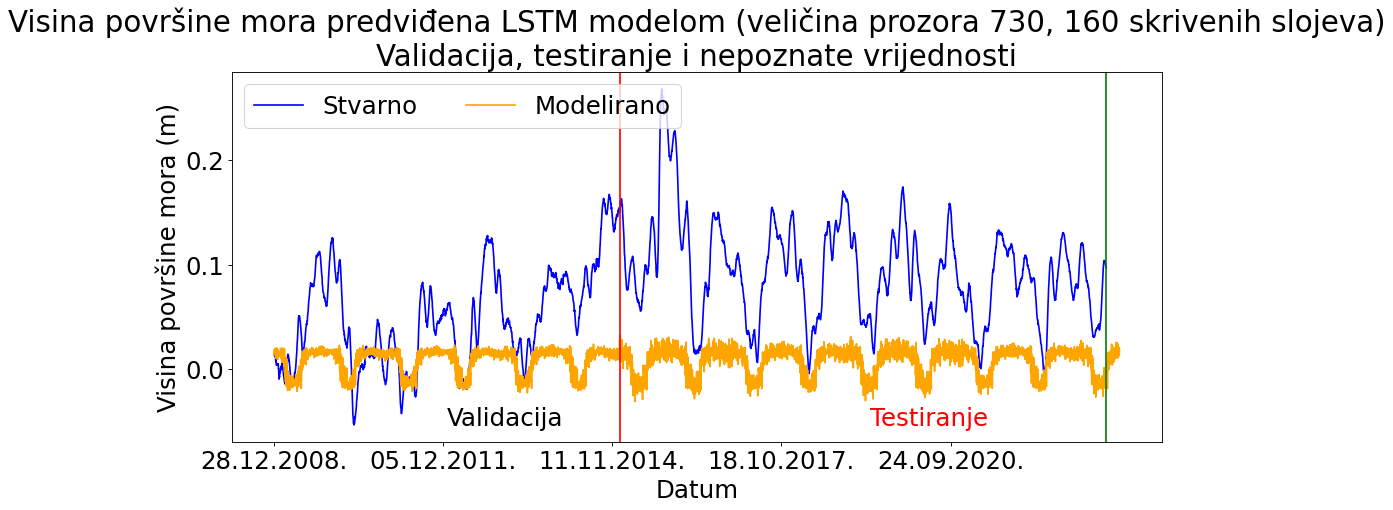 Visina površine mora predviđena LSTM modelom (veličina prozora 730, 160 skrivenih slojeva)
Validacija, testiranje i nepoznate vrijednosti
Stvarno Modelirano
Visina površine mora (m)
0.2
0.1
0.0
Validacija Testiranje
28.12.2008. 05.12.2011. 11.11.2014. 18.10.2017. 24.09.2020.
Datum